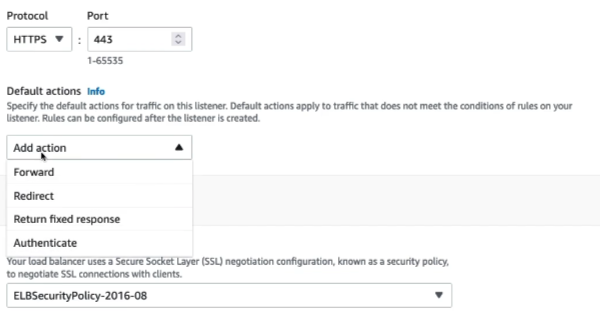 Protocol Port
HTTPS : 443
1-65535
Default actions Info
Specify the default actions for traffic on this listener. Default actions apply to traffic that does not meet the conditions of rules on your
listener. Rules can be configured after the listener is created.
Add action
Forward
Redirect
Return fixed response
Authenticate
Your load balancer uses a Secure Socket Layer (SSL) negotiation configuration, known as a security policy,
to negotiate SSL connections with clients.
ELBSecurityPolicy-2016-08